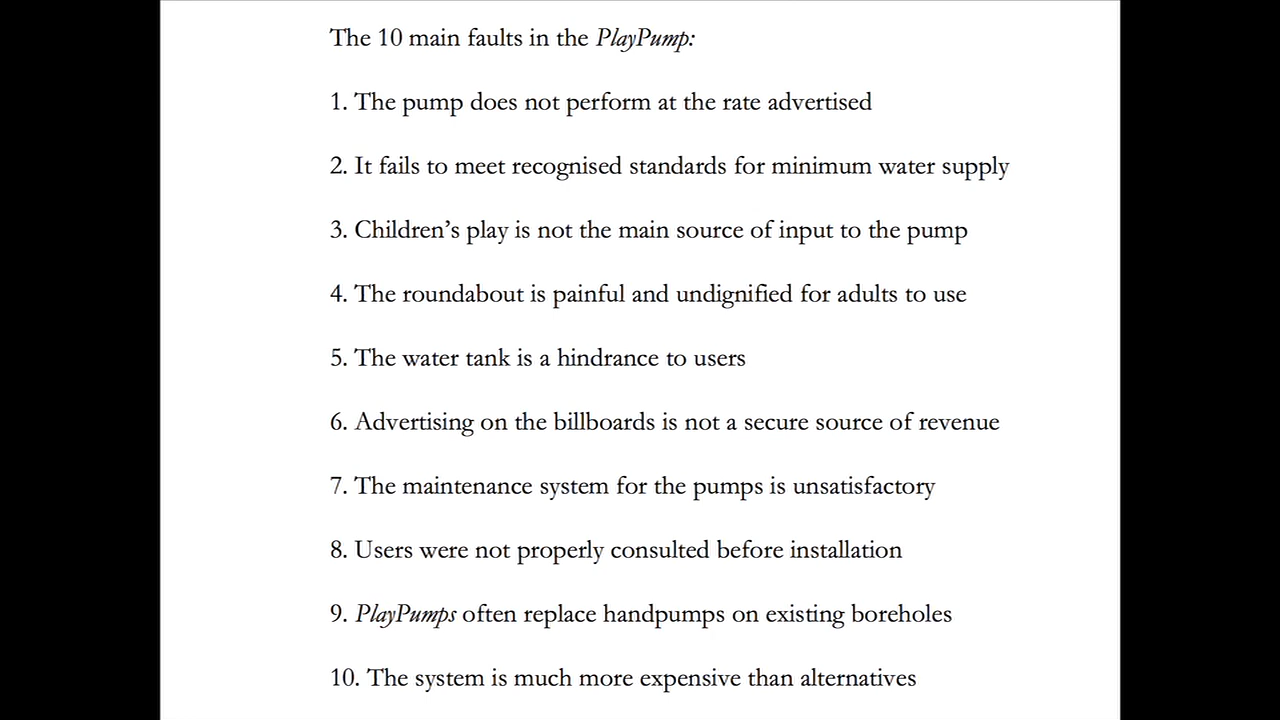 The 10 main faults in the PlayPump:
1. The pump does not perform at the rate advertised
2. It fails to meet recognised standards for minimum water supply
3. Children’s play is not the main source of input to the pump
4. The roundabout is painful and undignified for adults to use
5. The water tank is a hindrance to users
6. Advertising on the billboards is not a secure source of revenue
7. The maintenance system for the pumps is unsatisfactory
8. Users were not properly consulted before installation
9. PlayPumps often replace handpumps on existing boreholes
10. The system is much more expensive than alternatives